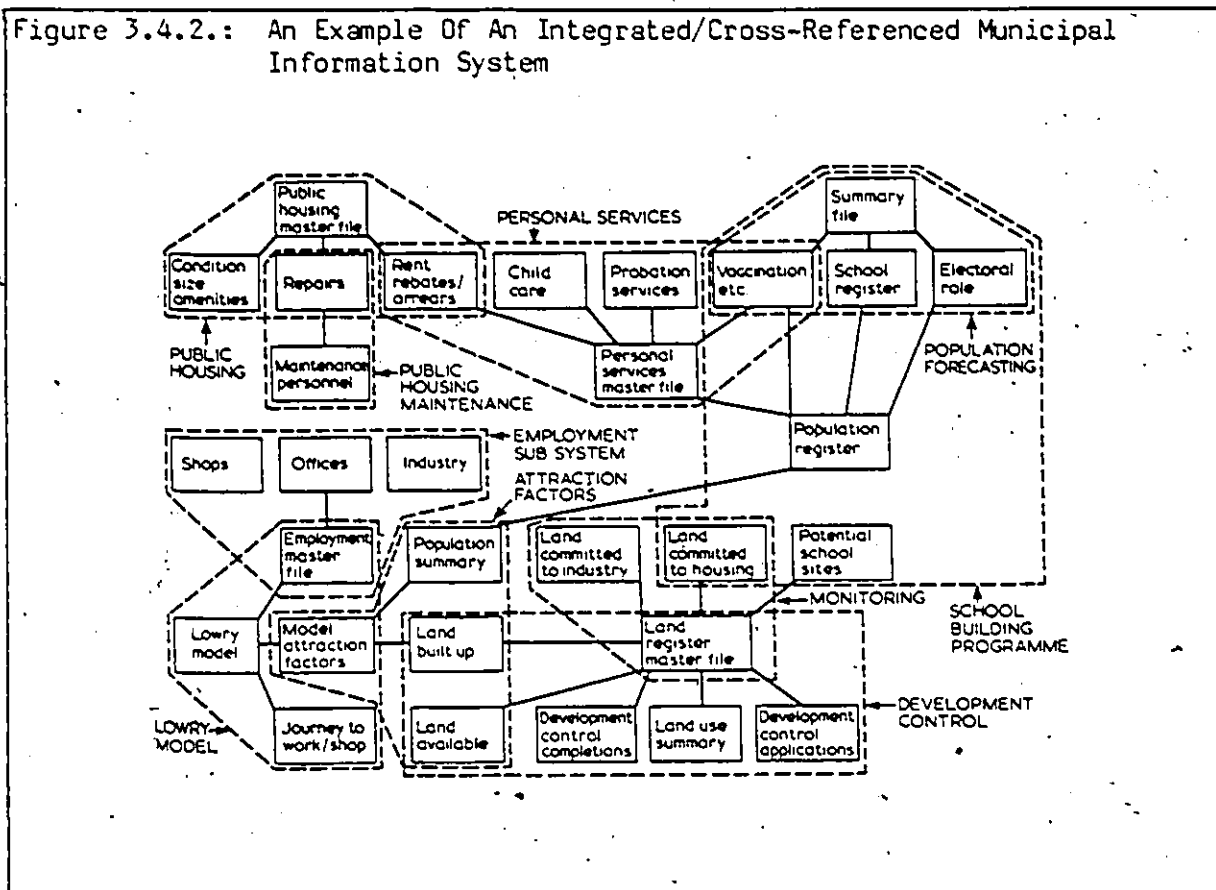 Figure 3.4.2.: An Example Of An Integrated/Cross-Referenced Municipal
Information System
Public
housing
master file
PERSONAL SERVICES
Summary
file
Condition
size
amenities
Repairs
Rent
rebates/
arrears
Child
care
Probation
services
Vaccination
etc.
School
register
Electoral
role
PUBLIC
HOUSING
Maintenance
personnel
PUBLIC
HOUSING
MAINTENANCE
Personal
services
master file
POPULATION
FORECASTING
Population
register
Shops
Offices
Industry
EMPLOYMENT
SUB SYSTEM
ATTRACTION
FACTORS
Employment
master
file
Population
summary
Land
committed
to industry
Land
committed
to housing
Potential
school
sites
MONITORING
SCHOOL
BUILDING
PROGRAMME
Lowry
model
Model
attraction
factors
Land
built up
Land
register
master file
LOWRY
MODEL
Journey to
work/shop
Land
available
Development
control
completions
Land use
summary
Development
control
applications
DEVELOPMENT
CONTROL